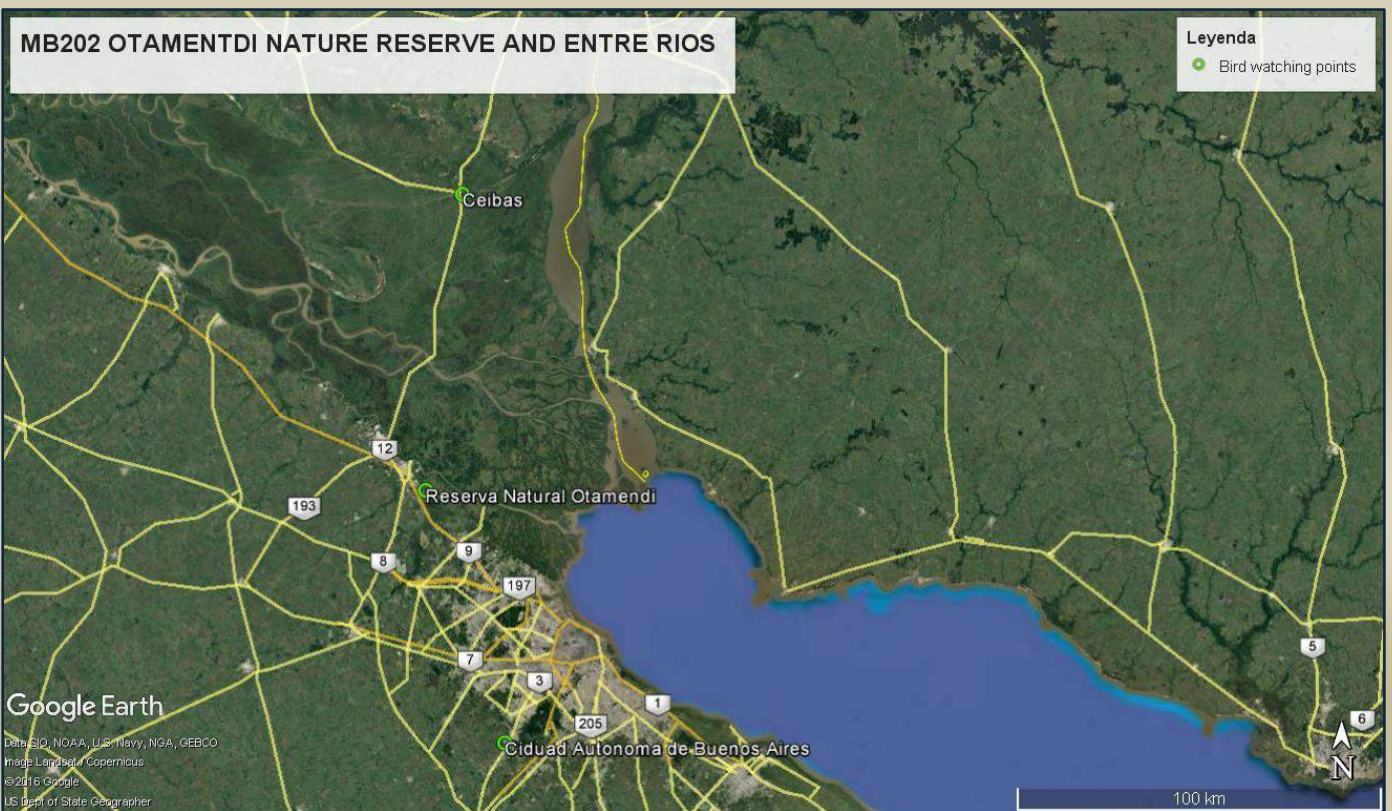 MB202 OTAMENTDI NATURE RESERVE AND ENTRE RIOS
Leyenda
Bird watching points
Ceibas
12
Reserva Natural Otamendi
193
9
8
197
7
3
1
205
5
6
Ciduad Autonoma de Buenos Aires
Google Earth
Data SIO, NOAA, U.S. Navy, NGA, GEBCO
Image Landsat / Copernicus
©2016 Google
US Dept of State Geographer
N
100 km